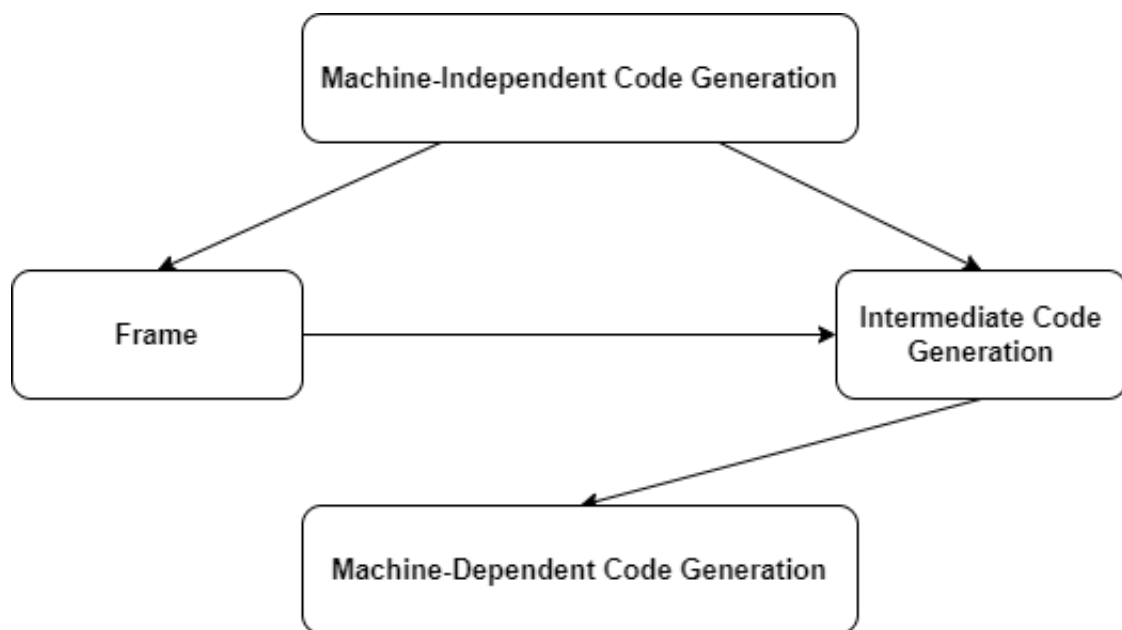 Machine-Independent Code Generation
Frame
Intermediate Code
Generation
Machine-Dependent Code Generation